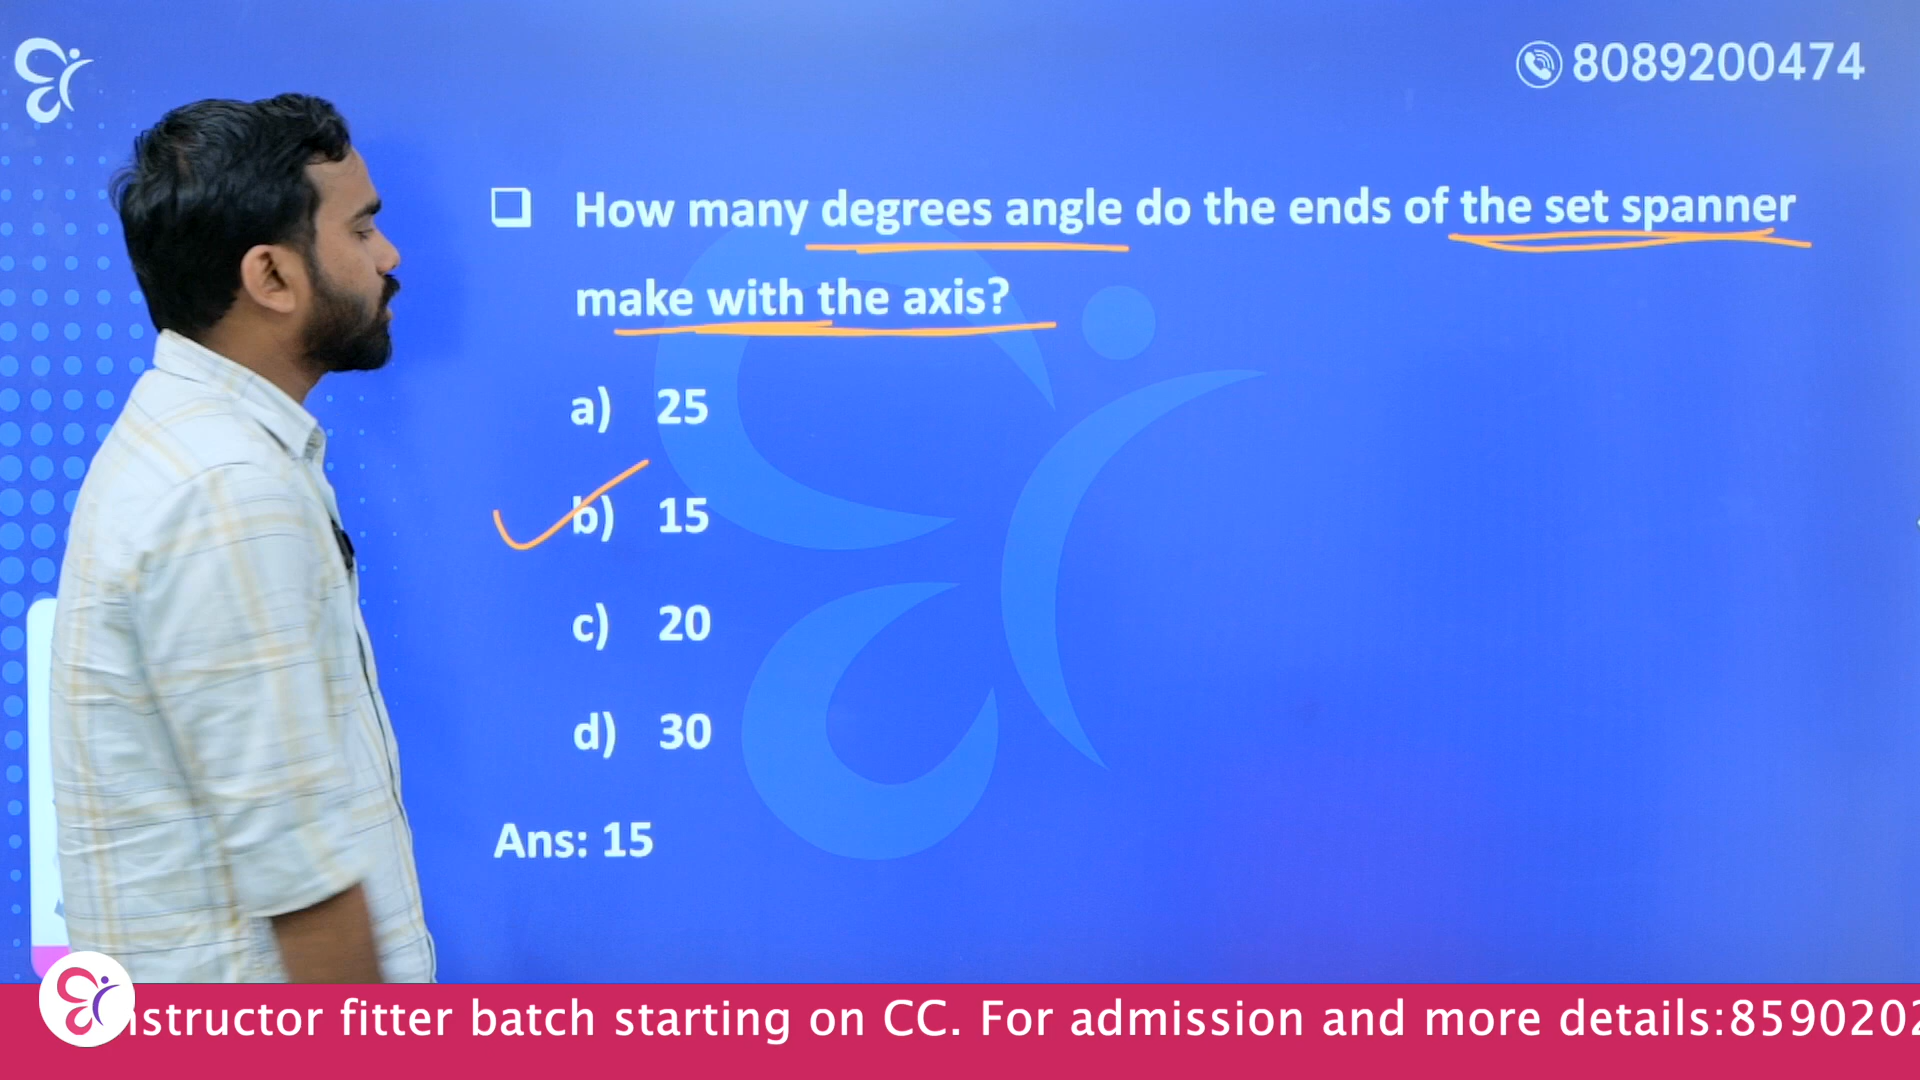 8089200474
How many degrees angle do the ends of the set spanner
make with the axis?
a) 25
b) 15
c) 20
d) 30
Ans: 15
nstructor fitter batch starting on CC. For admission and more details:859020